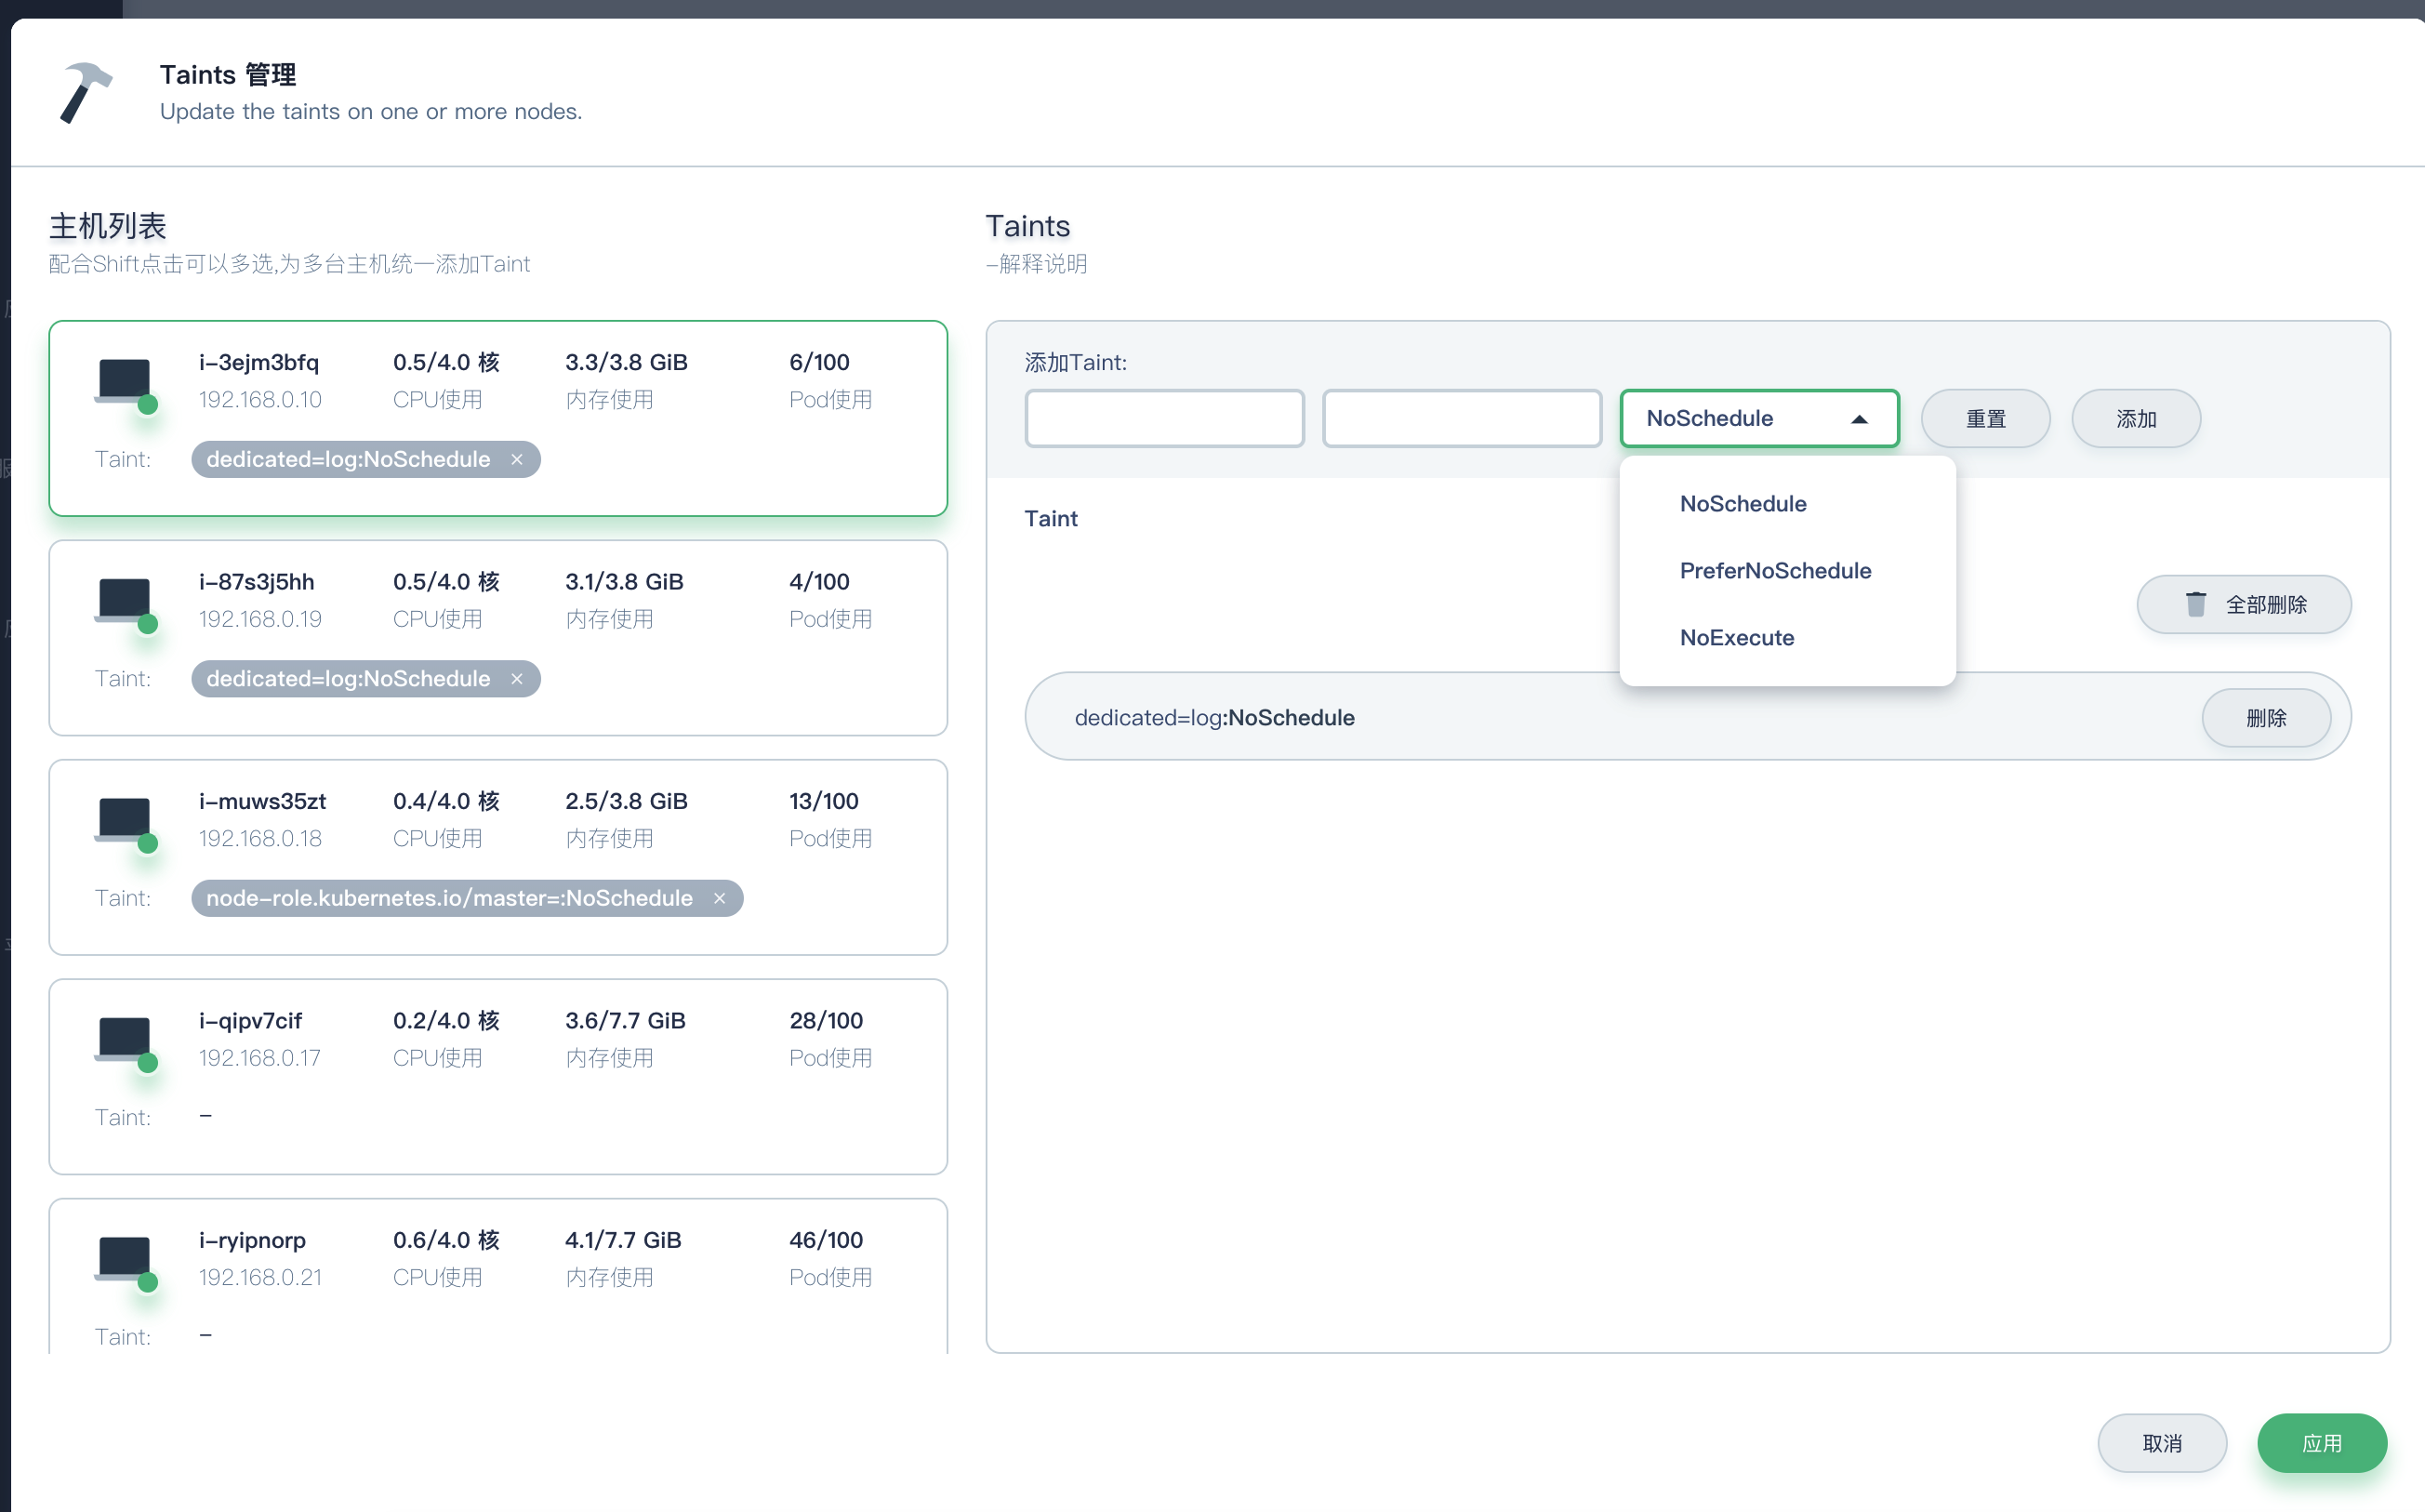 Taints 管理
Update the taints on one or more nodes.
主机列表
配合Shift点击可以多选,为多台主机统一添加Taint
i-3ejm3bfq 0.5/4.0 核 3.3/3.8 GiB 6/100
192.168.0.10 CPU使用 内存使用 Pod使用
Taint: dedicated=log:NoSchedule ×
i-87s3j5hh 0.5/4.0 核 3.1/3.8 GiB 4/100
192.168.0.19 CPU使用 内存使用 Pod使用
Taint: dedicated=log:NoSchedule ×
i-muws35zt 0.4/4.0 核 2.5/3.8 GiB 13/100
192.168.0.18 CPU使用 内存使用 Pod使用
Taint: node-role.kubernetes.io/master=:NoSchedule ×
i-qipv7cif 0.2/4.0 核 3.6/7.7 GiB 28/100
192.168.0.17 CPU使用 内存使用 Pod使用
Taint: -
i-ryipnorp 0.6/4.0 核 4.1/7.7 GiB 46/100
192.168.0.21 CPU使用 内存使用 Pod使用
Taint: -
Taints
-解释说明
添加Taint:
NoSchedule 重置 添加
NoSchedule
PreferNoSchedule
NoExecute
Taint
全部删除
dedicated=log:NoSchedule 删除
取消 应用